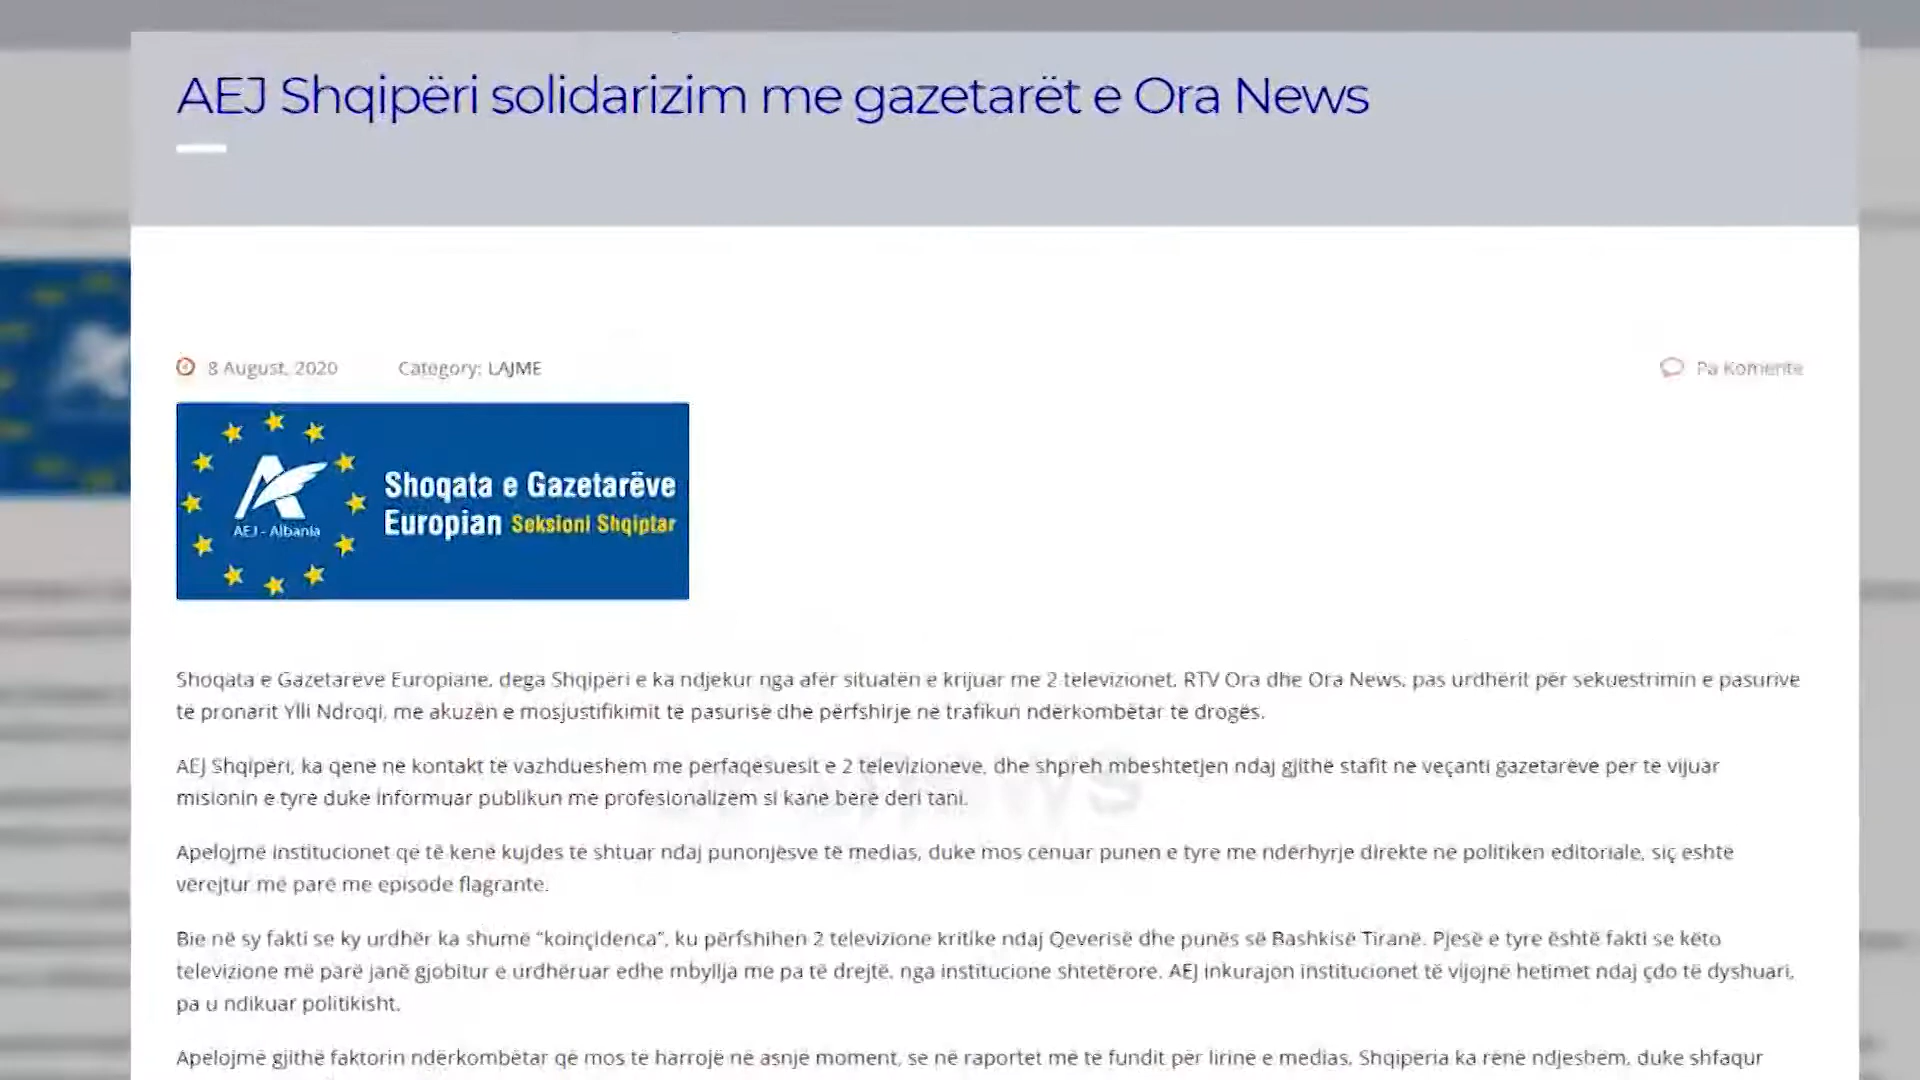 AEJ Shqipëri solidarizim me gazetarët e Ora News
8 August, 2020 Category: LAJME Pa Komente
AEJ - Albania
Shoqata e Gazetarëve
Europian Seksioni Shqiptar
Shoqata e Gazetarëve Europiane, dega Shqipëri e ka ndjekur nga afër situatën e krijuar me 2 televizionet, RTV Ora dhe Ora News, pas urdhërit për sekuestrimin e pasurive
të pronarit Ylli Ndroqi, me akuzën e mosjustifikimit të pasurisë dhe përfshirje në trafikun ndërkombëtar të drogës.
AEJ Shqipëri, ka qenë në kontakt të vazhdueshëm me përfaqësuesit e 2 televizioneve, dhe shpreh mbështetjen ndaj gjithë stafit në veçanti gazetarëve për të vijuar
misionin e tyre duke informuar publikun me profesionalizëm si kanë bërë deri tani.
Apelojmë institucionet që të kenë kujdes të shtuar ndaj punonjësve të medias, duke mos cënuar punën e tyre me ndërhyrje direkte në politikën editoriale, siç është
vërejtur më parë me episode flagrante.
Bie në sy fakti se ky urdhër ka shumë “koinçidenca”, ku përfshihen 2 televizione kritike ndaj Qeverisë dhe punës së Bashkisë Tiranë. Pjesë e tyre është fakti se këto
televizione më parë janë gjobitur e urdhëruar edhe mbyllja me pa të drejtë, nga institucione shtetërore. AEJ inkurajon institucionet të vijojnë hetimet ndaj çdo të dyshuari,
pa u ndikuar politikisht.
Apelojmë gjithë faktorin ndërkombëtar që mos të harrojë në asnjë moment, se në raportet më të fundit për lirinë e medias, Shqipëria ka rënë ndjeshëm, duke shfaqur